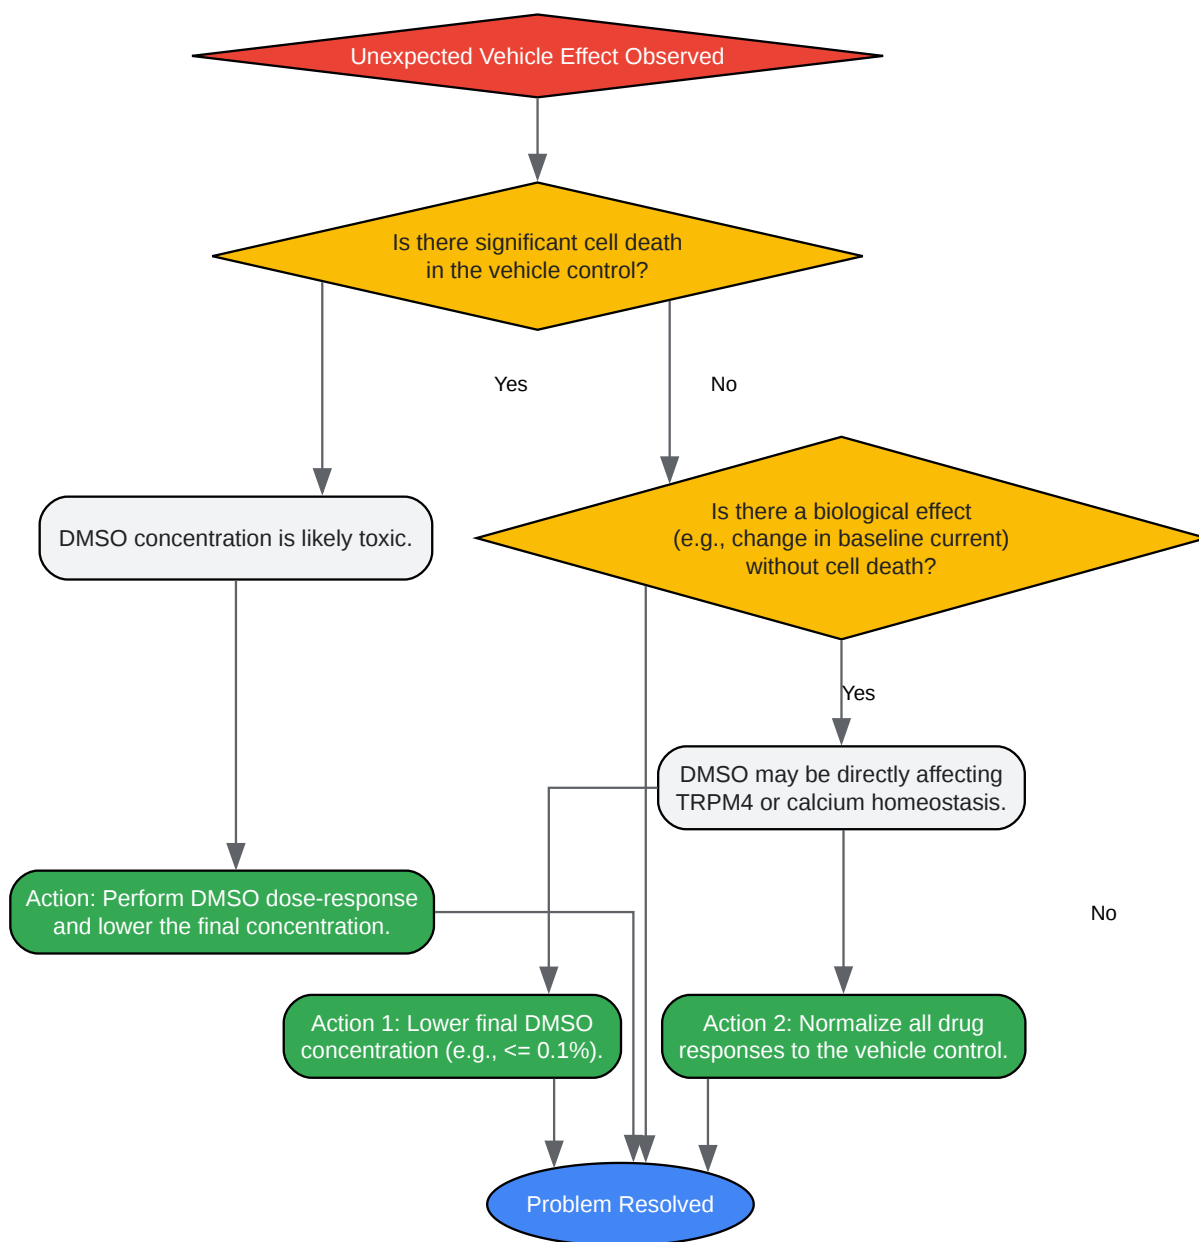 Unexpected Vehicle Effect Observed
Is there significant cell death
in the vehicle control?
Yes
No
DMSO concentration is likely toxic.
Is there a biological effect
(e.g., change in baseline current)
without cell death?
Yes
DMSO may be directly affecting
TRPM4 or calcium homeostasis.
Action: Perform DMSO dose-response
and lower the final concentration.
No
Action 1: Lower final DMSO
concentration (e.g., <= 0.1%).
Action 2: Normalize all drug
responses to the vehicle control.
Problem Resolved